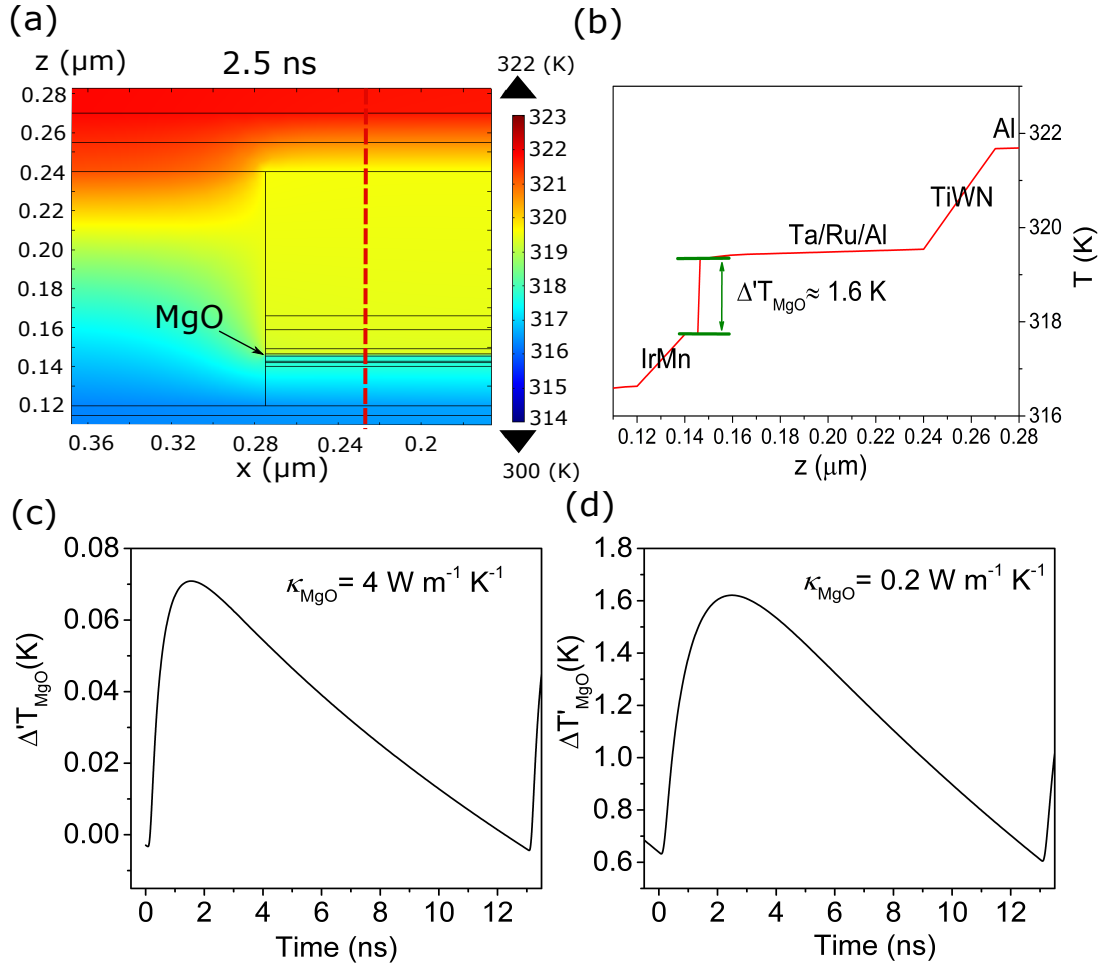 (a)
z (μm)
2.5 ns
322 (K)
0.28
0.26
0.24
0.22
0.20
0.18
0.16
0.14
0.12
MgO
0.36
0.32
0.28
0.24
0.2
x (μm)
323
322
321
320
319
318
317
316
315
314
300 (K)
(b)
Al
TiWN
Ta/Ru/Al
Δ'T_MgO ≈ 1.6 K
IrMn
322
320
318
316
T (K)
0.12 0.14 0.16 0.18 0.20 0.22 0.24 0.26 0.28
z (μm)
(c)
κ_MgO = 4 W m⁻¹ K⁻¹
0.08
0.06
0.04
0.02
0.00
Δ'T_MgO(K)
0 2 4 6 8 10 12
Time (ns)
(d)
κ_MgO = 0.2 W m⁻¹ K⁻¹
1.8
1.6
1.4
1.2
1.0
0.8
0.6
ΔT'_MgO(K)
0 2 4 6 8 10 12
Time (ns)